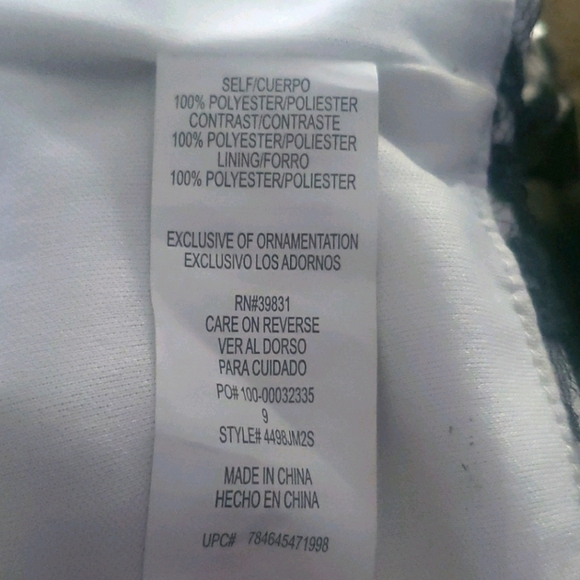 SELF/CUERPO
100% POLYESTER/POLIESTER
CONTRAST/CONTRASTE
100% POLYESTER/POLIESTER
LINING/FORRO
100% POLYESTER/POLIESTER
EXCLUSIVE OF ORNAMENTATION
EXCLUSIVO LOS ADORNOS
RN#39831
CARE ON REVERSE
VER AL DORSO
PARA CUIDADO
PO# 100-00032335
9
STYLE# 4498JM2S
MADE IN CHINA
HECHO EN CHINA
UPC# 784645471998